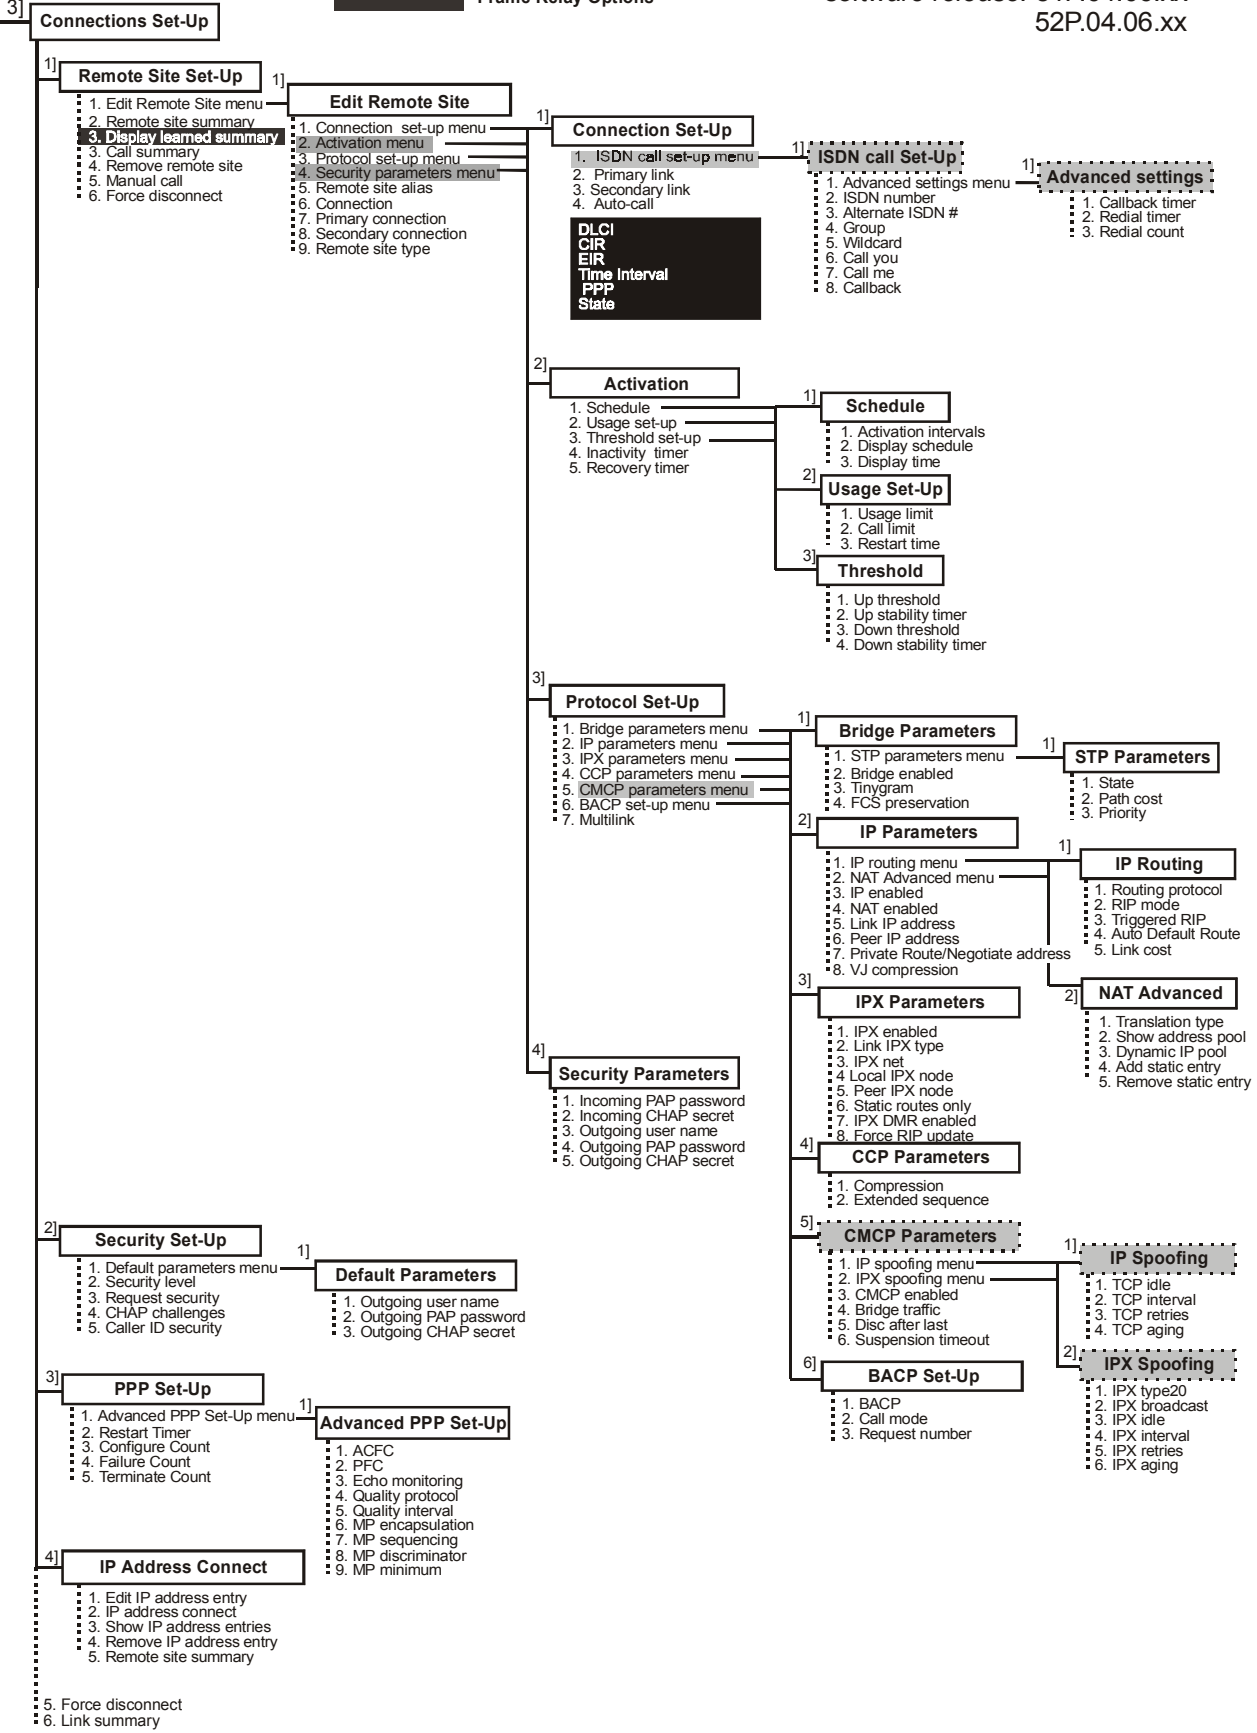 3]
Connections Set-Up
Frame Relay Options
52P.04.06.xx
1]
Remote Site Set-Up
1. Edit Remote Site menu
2. Remote site summary
3. Display learned summary
3. Call summary
4. Remove remote site
5. Manual call
6. Force disconnect
1]
Edit Remote Site
1. Connection set-up menu
2. Activation menu
3. Protocol set-up menu
4. Security parameters menu
5. Remote site alias
6. Connection
7. Primary connection
8. Secondary connection
9. Remote site type
1]
Connection Set-Up
1. ISDN call set-up menu
2. Primary link
3. Secondary link
4. Auto-call
DLCI
CIR
EIR
Time Interval
PPP
State
1]
ISDN call Set-Up
1. Advanced settings menu
2. ISDN number
3. Alternate ISDN #
4. Group
5. Wildcard
6. Call you
7. Call me
8. Callback
1]
Advanced settings
1. Callback timer
2. Redial timer
3. Redial count
2]
Activation
1. Schedule
2. Usage set-up
3. Threshold set-up
4. Inactivity timer
5. Recovery timer
1]
Schedule
1. Activation intervals
2. Display schedule
3. Display time
2]
Usage Set-Up
1. Usage limit
2. Call limit
3. Restart time
3]
Threshold
1. Up threshold
2. Up stability timer
3. Down threshold
4. Down stability timer
3]
Protocol Set-Up
1. Bridge parameters menu
2. IP parameters menu
3. IPX parameters menu
4. CCP parameters menu
5. CMCP parameters menu
6. BACP set-up menu
7. Multilink
1]
Bridge Parameters
1. STP parameters menu
2. Bridge enabled
3. Tinygram
4. FCS preservation
1]
STP Parameters
1. State
2. Path cost
3. Priority
2]
IP Parameters
1. IP routing menu
2. NAT Advanced menu
3. IP enabled
4. NAT enabled
5. Link IP address
6. Peer IP address
7. Private Route/Negotiate address
8. VJ compression
1]
IP Routing
1. Routing protocol
2. RIP mode
3. Triggered RIP
4. Auto Default Route
5. Link cost
2]
NAT Advanced
1. Translation type
2. Show address pool
3. Dynamic IP pool
4. Add static entry
5. Remove static entry
3]
IPX Parameters
1. IPX enabled
2. Link IPX type
3. IPX net
4 Local IPX node
5. Peer IPX node
6. Static routes only
7. IPX DMR enabled
8. Force RIP update
4]
Security Parameters
1. Incoming PAP password
2. Incoming CHAP secret
3. Outgoing user name
4. Outgoing PAP password
5. Outgoing CHAP secret
4]
CCP Parameters
1. Compression
2. Extended sequence
5]
CMCP Parameters
1. IP spoofing menu
2. IPX spoofing menu
3. CMCP enabled
4. Bridge traffic
5. Disc after last
6. Suspension timeout
1]
IP Spoofing
1. TCP idle
2. TCP interval
3. TCP retries
4. TCP aging
2]
IPX Spoofing
1. IPX type20
2. IPX broadcast
3. IPX idle
4. IPX interval
5. IPX retries
6. IPX aging
6]
BACP Set-Up
1. BACP
2. Call mode
3. Request number
2]
Security Set-Up
1. Default parameters menu
2. Security level
3. Request security
4. CHAP challenges
5. Caller ID security
1]
Default Parameters
1. Outgoing user name
2. Outgoing PAP password
3. Outgoing CHAP secret
3]
PPP Set-Up
1. Advanced PPP Set-Up menu
2. Restart Timer
3. Configure Count
4. Failure Count
5. Terminate Count
1]
Advanced PPP Set-Up
1. ACFC
2. PFC
3. Echo monitoring
4. Quality protocol
5. Quality interval
6. MP encapsulation
7. MP sequencing
8. MP discriminator
9. MP minimum
4]
IP Address Connect
1. Edit IP address entry
2. IP address connect
3. Show IP address entries
4. Remove IP address entry
5. Remote site summary
5. Force disconnect
6. Link summary